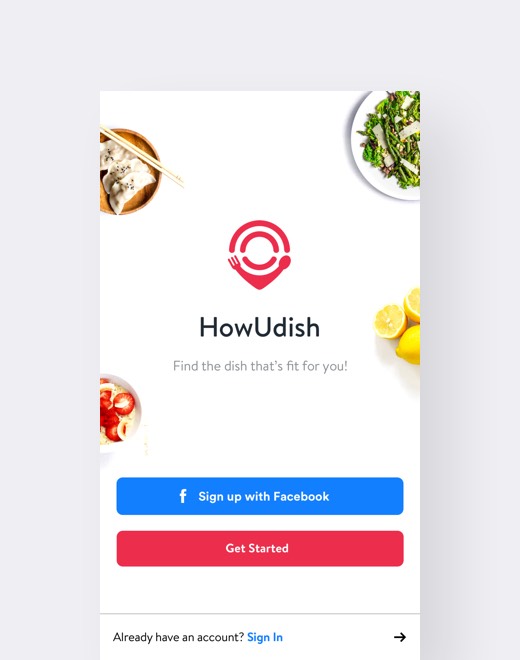 HowUdish
Find the dish that's fit for you!
f Sign up with Facebook
Get Started
Already have an account? Sign In